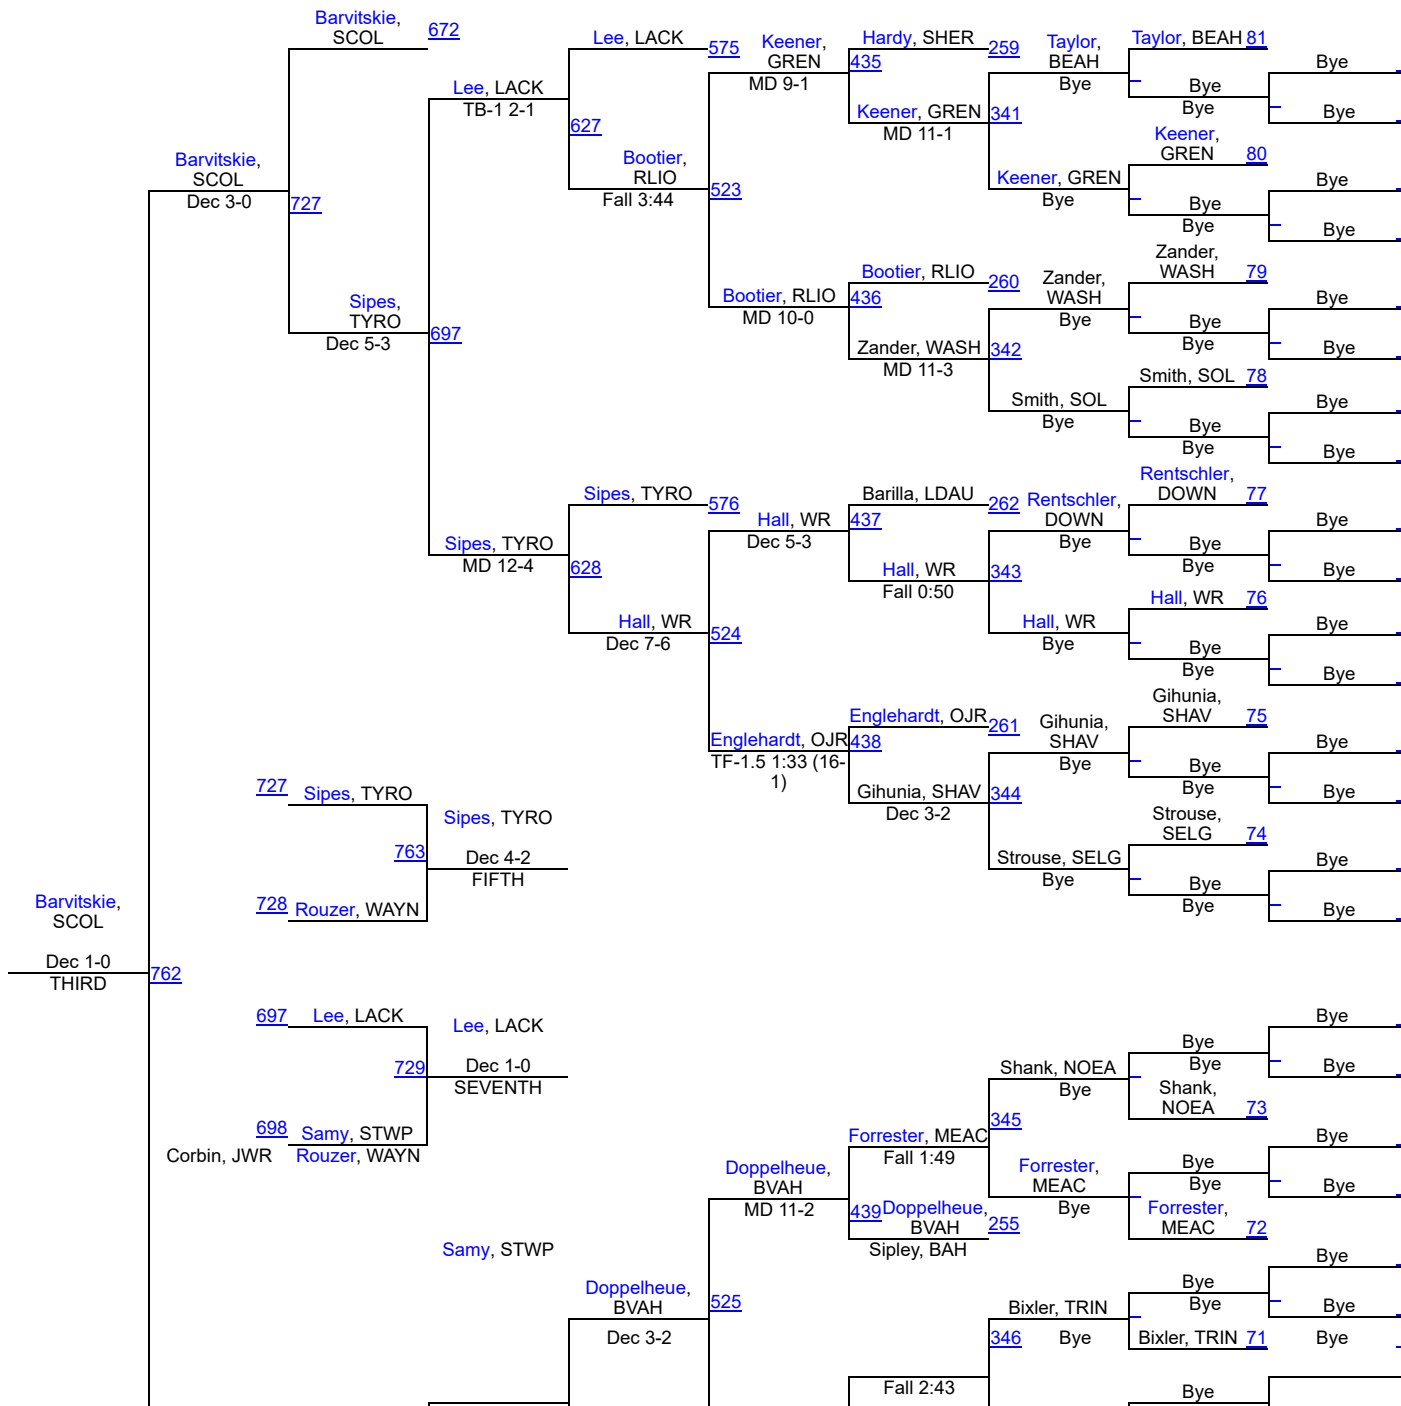 Barvitskie,
SCOL
672
Lee, LACK
575
Keener,
GREN
MD 9-1
Hardy, SHER
259
435
Taylor,
BEAH
Bye
Taylor, BEAH 81
Bye
Bye
Bye
Bye
Lee, LACK
TB-1 2-1
627
Keener, GREN
MD 11-1
341
Keener,
GREN
80
Barvitskie,
SCOL
Dec 3-0
727
Bootier,
RLIO
Fall 3:44
523
Keener, GREN
Bye
Bye
Bye
Bye
Bye
Zander,
WASH
79
Bootier, RLIO
260
436
Zander,
WASH
Bye
Bootier, RLIO
MD 10-0
Bye
Bye
Bye
Bye
Sipes,
TYRO
Dec 5-3
697
Zander, WASH
MD 11-3
342
Smith, SOL 78
Smith, SOL
Bye
Bye
Bye
Bye
Bye
Rentschler,
DOWN
77
Sipes, TYRO
576
Hall, WR
Dec 5-3
Barilla, LDAU
262
437
Rentschler,
DOWN
Bye
Bye
Bye
Bye
Bye
Sipes, TYRO
MD 12-4
628
Hall, WR
Fall 0:50
343
Hall, WR 76
Hall, WR
Dec 7-6
524
Hall, WR
Bye
Bye
Bye
Bye
Bye
Gihunia,
SHAV
75
Englehardt, OJR
261
438
Gihunia,
SHAV
Bye
Englehardt, OJR
TF-1.5 1:33 (16-
1)
Bye
Bye
Bye
Bye
Gihunia, SHAV
Dec 3-2
344
Strouse,
SELG
74
Strouse, SELG
Bye
Bye
Bye
Bye
Bye
727
Sipes, TYRO
Sipes, TYRO
763
Dec 4-2
FIFTH
728
Rouzer, WAYN
Barvitskie,
SCOL
Dec 1-0
THIRD
762
697
Lee, LACK
Lee, LACK
729
Dec 1-0
SEVENTH
698
Samy, STWP
Corbin, JWR
Rouzer, WAYN
Samy, STWP
Bye
Bye
Bye
Bye
Shank, NOEA
Bye
Shank,
NOEA
73
345
Forrester, MEAC
Fall 1:49
Bye
Bye
Bye
Bye
Forrester,
MEAC
Bye
Forrester,
MEAC
72
Doppelheue,
BVAH
MD 11-2
439
Doppelheue,
BVAH
255
Sipley, BAH
Doppelheue,
BVAH
Dec 3-2
525
Bye
Bye
Bye
Bye
Bixler, TRIN
346
Bye
Bixler, TRIN 71
Bye
Fall 2:43
Bye